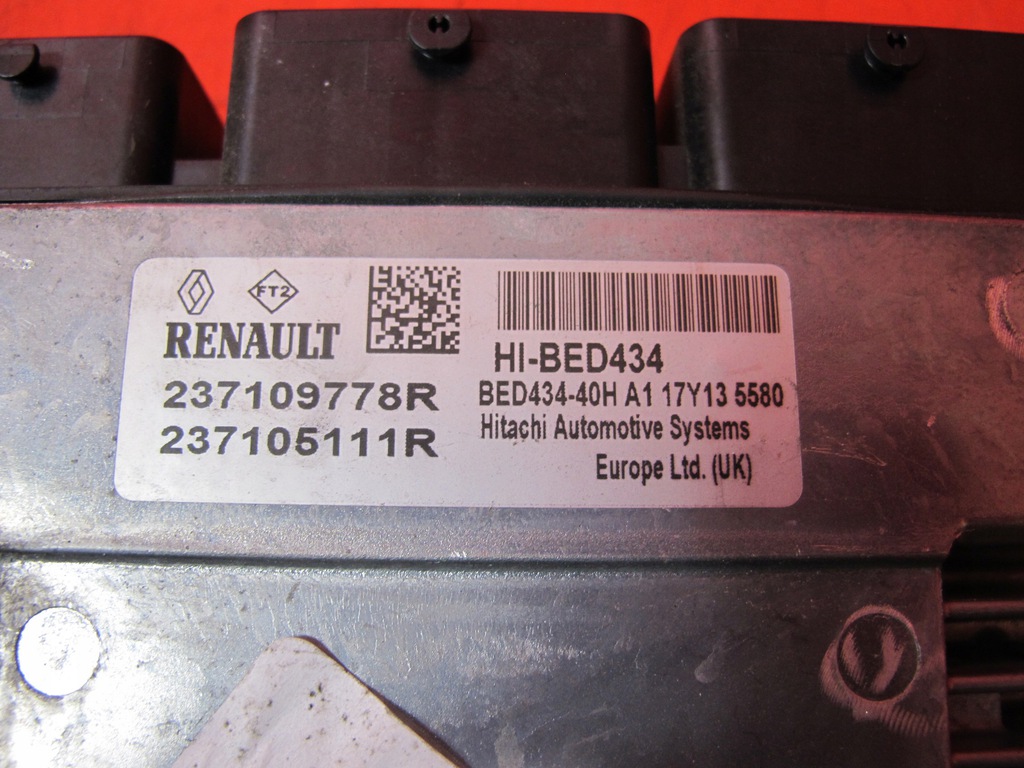 FT2
RENAULT
237109778R
237105111R
HI-BED434
BED434-40H A1 17Y13 5580
Hitachi Automotive Systems
Europe Ltd. (UK)